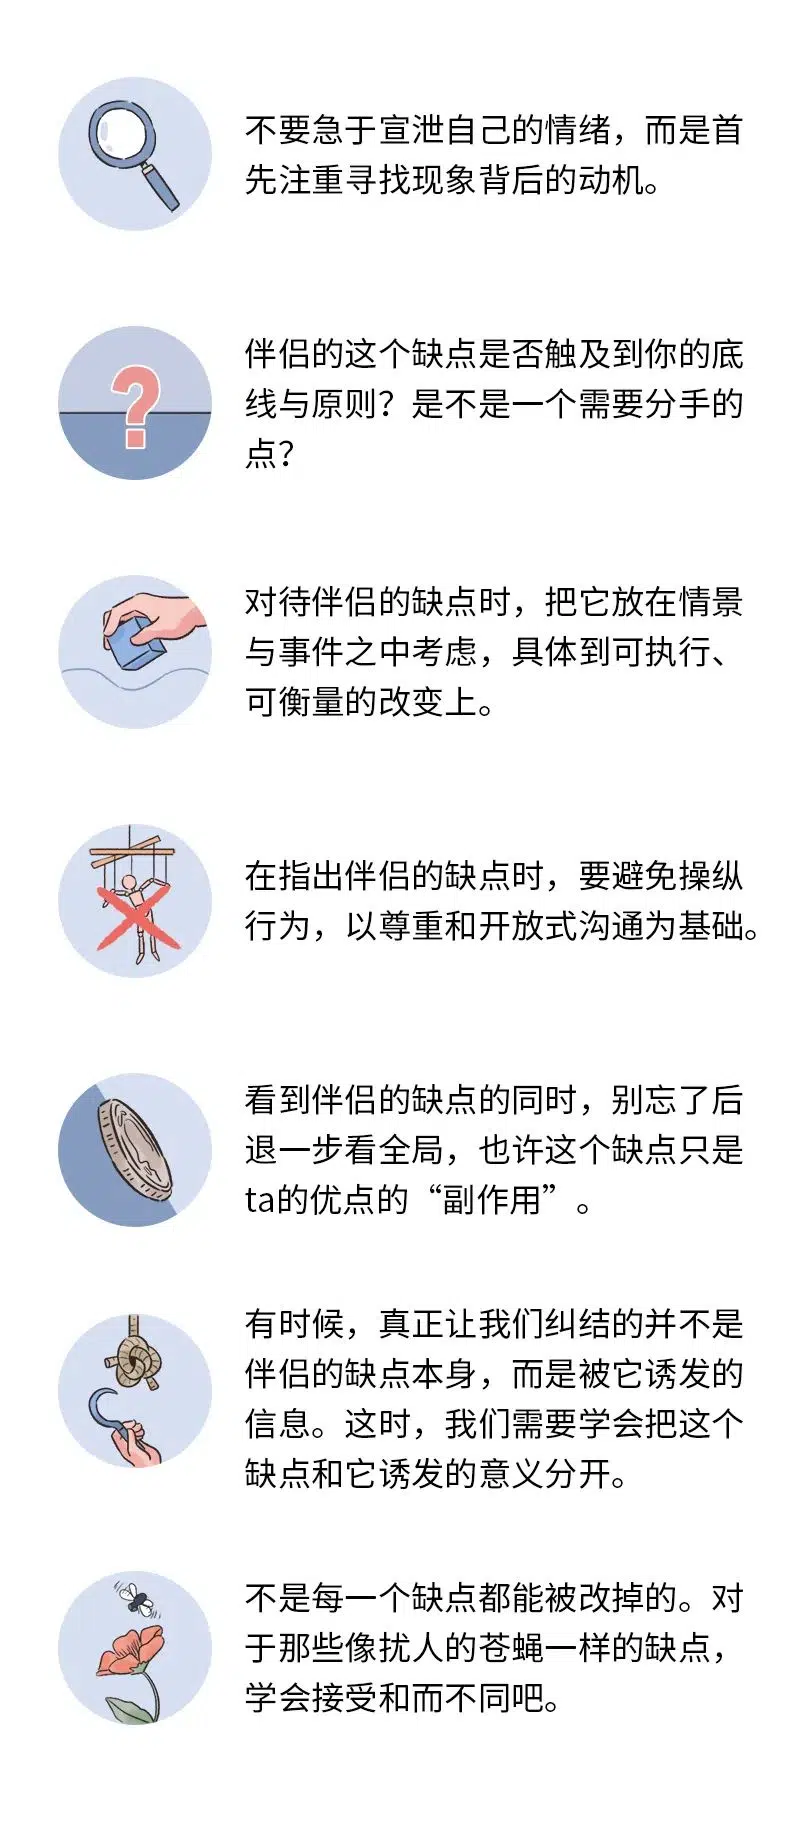 不要急于宣泄自己的情绪，而是首
先注重寻找现象背后的动机。
伴侣的这个缺点是否触及到你的底
线与原则？是不是一个需要分手的
点？
对待伴侣的缺点时，把它放在情景
与事件之中考虑，具体到可执行、
可衡量的改变上。
在指出伴侣的缺点时，要避免操纵
行为，以尊重和开放式沟通为基础。
看到伴侣的缺点的同时，别忘了后
退一步看全局，也许这个缺点只是
ta的优点的“副作用”。
有时候，真正让我们纠结的并不是
伴侣的缺点本身，而是被它诱发的
信息。这时，我们需要学会把这个
缺点和它诱发的意义分开。
不是每一个缺点都能被改掉的。对
于那些像扰人的苍蝇一样的缺点，
学会接受和而不同吧。